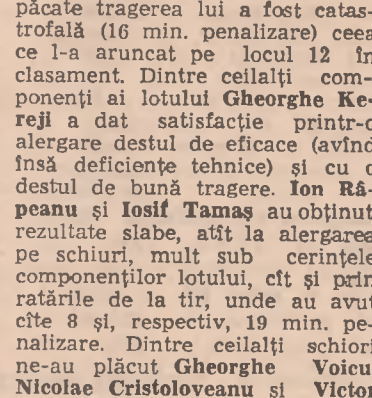 păcate tragerea lui a fost catas-
trofală (16 min. penalizare) ceea
ce l-a aruncat pe locul 12 în
clasament. Dintre ceilalți com-
ponenți ai lotului Gheorghe Ke-
reji a dat satisfacție printr-o
alergare destul de eficace (avînd
însă deficiențe tehnice) și cu o
destul de bună tragere. Ion Râ-
peanu și Iosif Tamaș au obținut
rezultate slabe, atît la alergarea
pe schiuri, mult sub cerințele
componenților lotului, cît și prin
ratările de la tir, unde au avut
cîte 8 și, respectiv, 19 min. pe-
nalizare. Dintre ceilalți schiori
ne-au plăcut Gheorghe Voicu
Nicolae Cristoloveanu și Victor